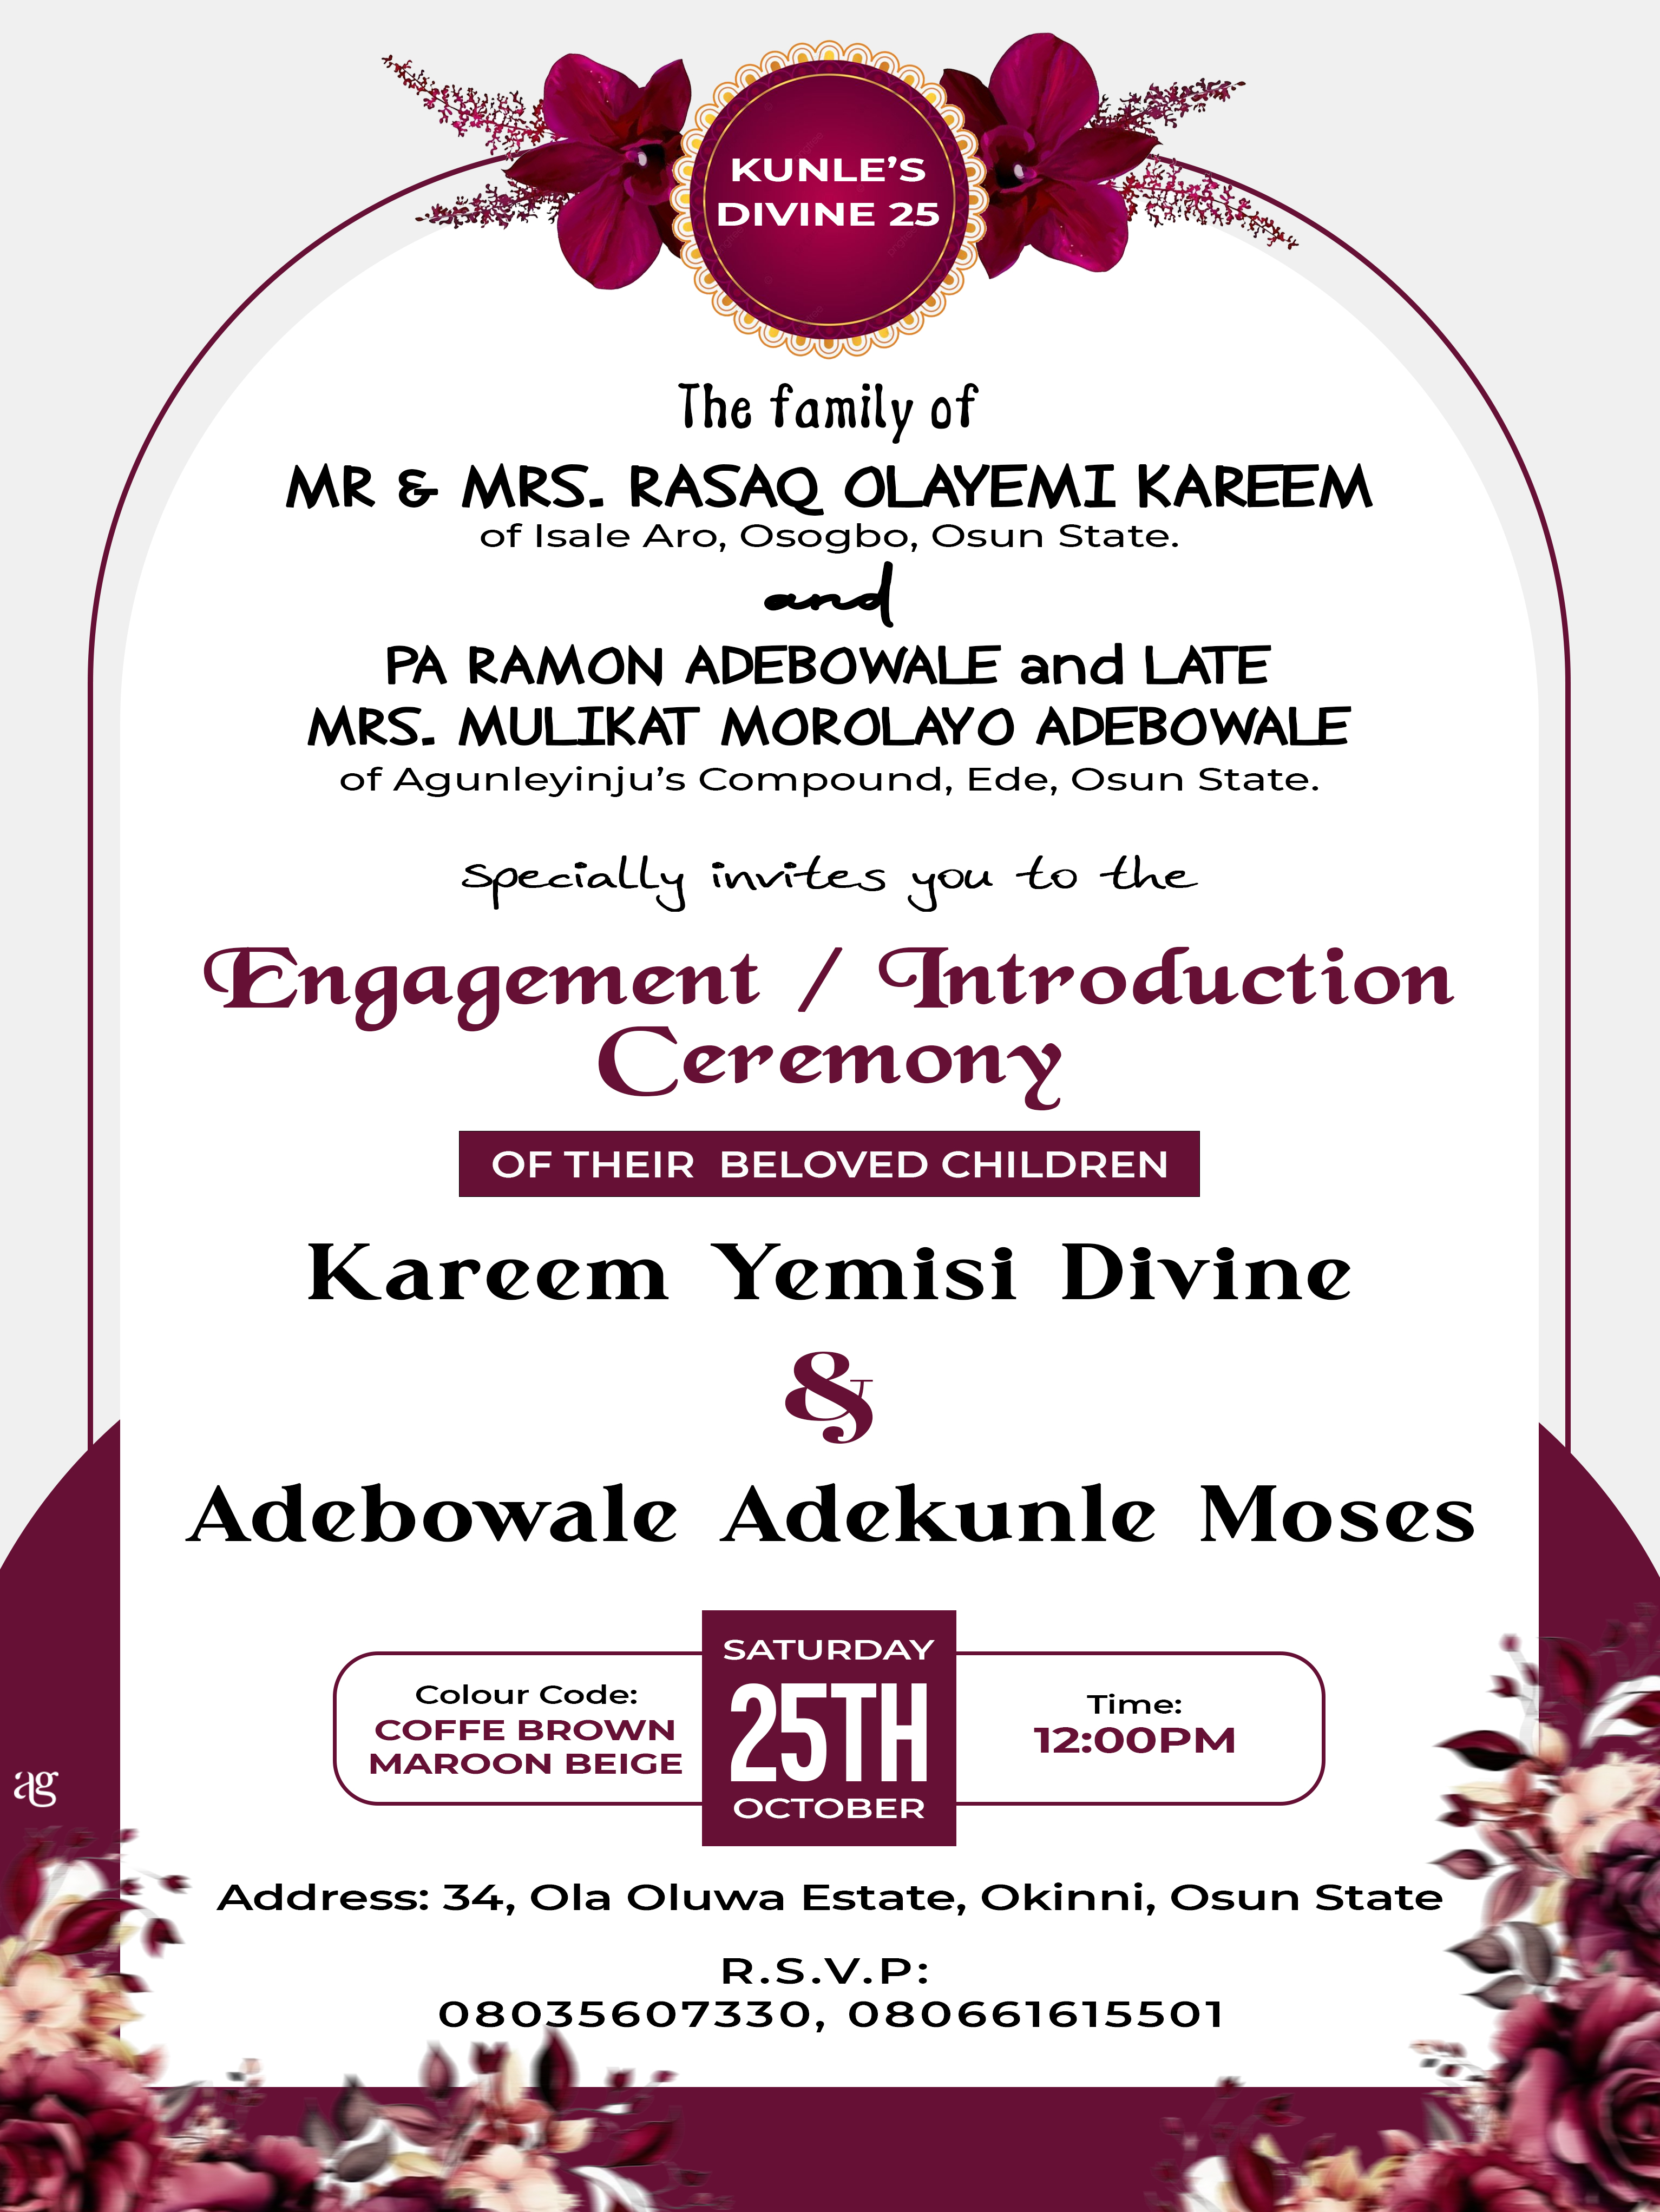 KUNLE’S
DIVINE 25
The family of
MR & MRS. RASAQ OLAYEMI KAREEM
of Isale Aro, Osogbo, Osun State.
and
PA RAMON ADEBOWALE and LATE
MRS. MULIKAT MOROLAYO ADEBOWALE
of Agunleyinju’s Compound, Ede, Osun State.
Specially invites you to the
Engagement / Introduction
Ceremony
OF THEIR BELOVED CHILDREN
Kareem Yemisi Divine
&
Adebowale Adekunle Moses
Colour Code:
COFFE BROWN
MAROON BEIGE
SATURDAY
25TH
OCTOBER
Time:
12:00PM
ag
Address: 34, Ola Oluwa Estate, Okinni, Osun State
R.S.V.P:
08035607330, 080661615501